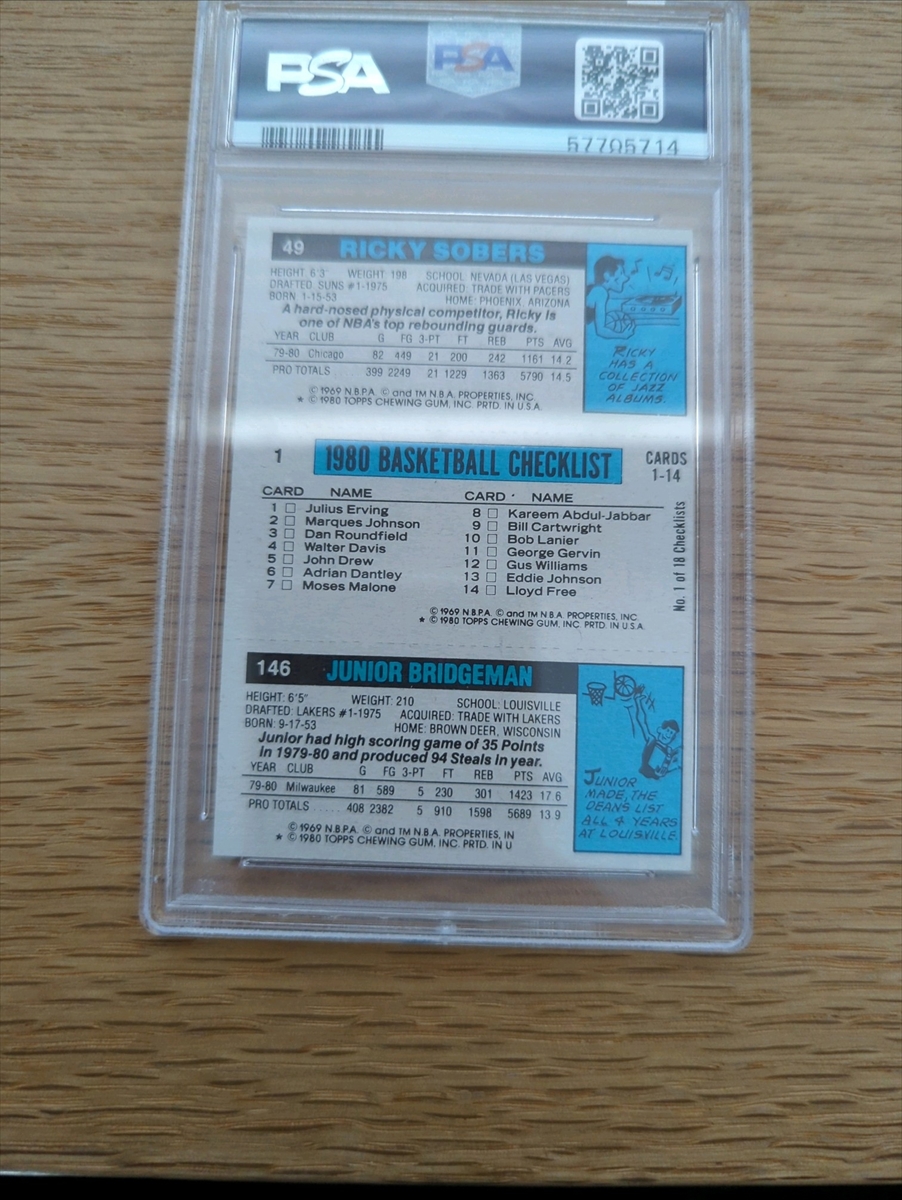 PSA PSA
57705714
49 RICKY SOBERS
HEIGHT: 6'3" WEIGHT: 198 SCHOOL: NEVADA (LAS VEGAS)
DRAFTED: SUNS #1-1975 ACQUIRED: TRADE WITH PACERS
BORN: 1-15-53 HOME: PHOENIX, ARIZONA
A hard-nosed physical competitor, Ricky is
one of NBA's top rebounding guards.
YEAR CLUB G FG 3-PT FT REB PTS AVG
79-80 Chicago 82 449 21 200 242 1161 14.2
PRO TOTALS 399 2249 21 1229 1363 5790 14.5
© 1969 N.B.P.A. © and TM N.B.A. PROPERTIES, INC.
* © 1980 TOPPS CHEWING GUM, INC. PRTD. IN U.S.A.
RICKY
HAS A
COLLECTION
OF JAZZ
ALBUMS.
1 1980 BASKETBALL CHECKLIST CARDS
1-14
CARD NAME CARD NAME
1 Julius Erving 8 Kareem Abdul-Jabbar
2 Marques Johnson 9 Bill Cartwright
3 Dan Roundfield 10 Bob Lanier
4 Walter Davis 11 George Gervin
5 John Drew 12 Gus Williams
6 Adrian Dantley 13 Eddie Johnson
7 Moses Malone 14 Lloyd Free
No. 1 of 18 Checklists
© 1969 N.B.P.A. © and TM N.B.A. PROPERTIES, INC.
* © 1980 TOPPS CHEWING GUM, INC. PRTD. IN U.S.A.
146 JUNIOR BRIDGEMAN
HEIGHT: 6'5" WEIGHT: 210 SCHOOL: LOUISVILLE
DRAFTED: LAKERS #1-1975 ACQUIRED: TRADE WITH LAKERS
BORN: 9-17-53 HOME: BROWN DEER, WISCONSIN
Junior had high scoring game of 35 Points
in 1979-80 and produced 94 Steals in year.
YEAR CLUB G FG 3-PT FT REB PTS AVG
79-80 Milwaukee 81 589 5 230 301 1423 17.6
PRO TOTALS ..... 408 2382 5 910 1598 5689 13.9
© 1969 N.B.P.A. © and TM N.B.A. PROPERTIES, IN
* © 1980 TOPPS CHEWING GUM, INC. PRTD. IN U
JUNIOR
MADE THE
DEANS LIST
ALL 4 YEARS
AT LOUISVILLE.